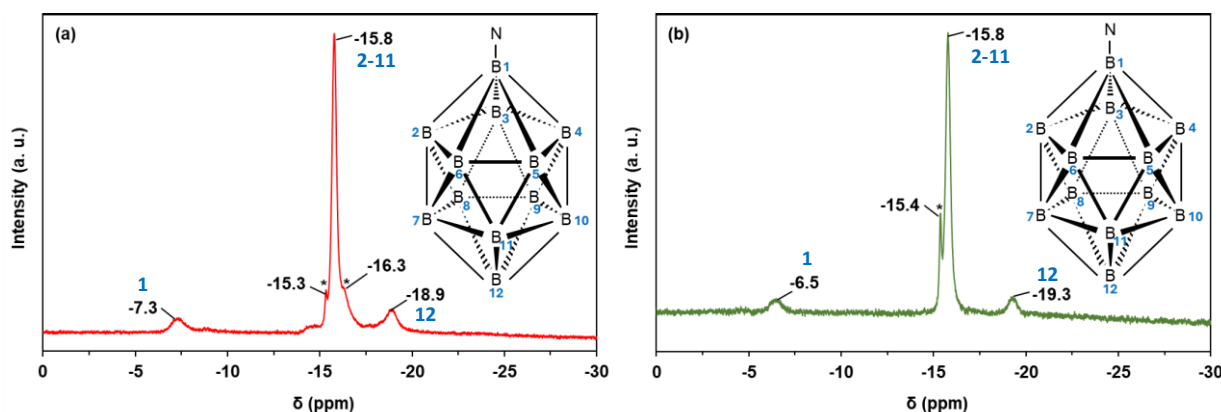 (a)
-15.8
2-11
N
B1
B3
2B
B4
B6
B5
B8
B9
7B
B10
B11
B12
*
-15.3
*
-16.3
1
-7.3
-18.9
12
0 -5 -10 -15 -20 -25 -30
δ (ppm)
Intensity (a. u.)
(b)
-15.8
2-11
N
B1
B3
2B
B4
B6
B5
B8
B9
7B
B10
B11
B12
*
-15.4
1
-6.5
12
-19.3
0 -5 -10 -15 -20 -25 -30
δ (ppm)
Intensity (a. u.)